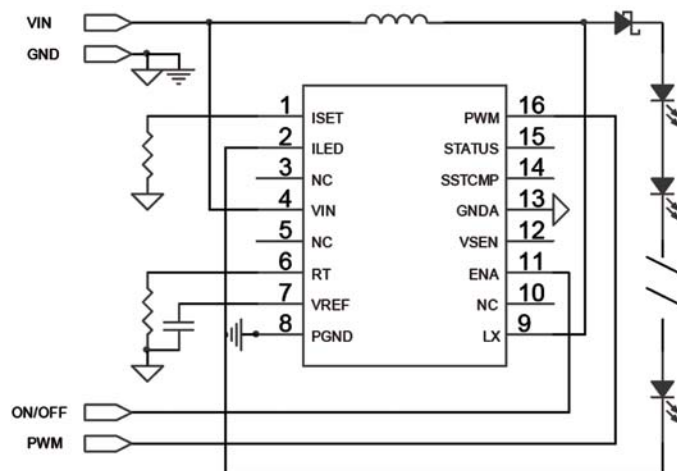 VIN
GND
1 ISET PWM 16
2 ILED STATUS 15
3 NC SSTCMP 14
4 VIN GNDA 13
5 NC VSEN 12
6 RT ENA 11
7 VREF NC 10
8 PGND LX 9
ON/OFF
PWM